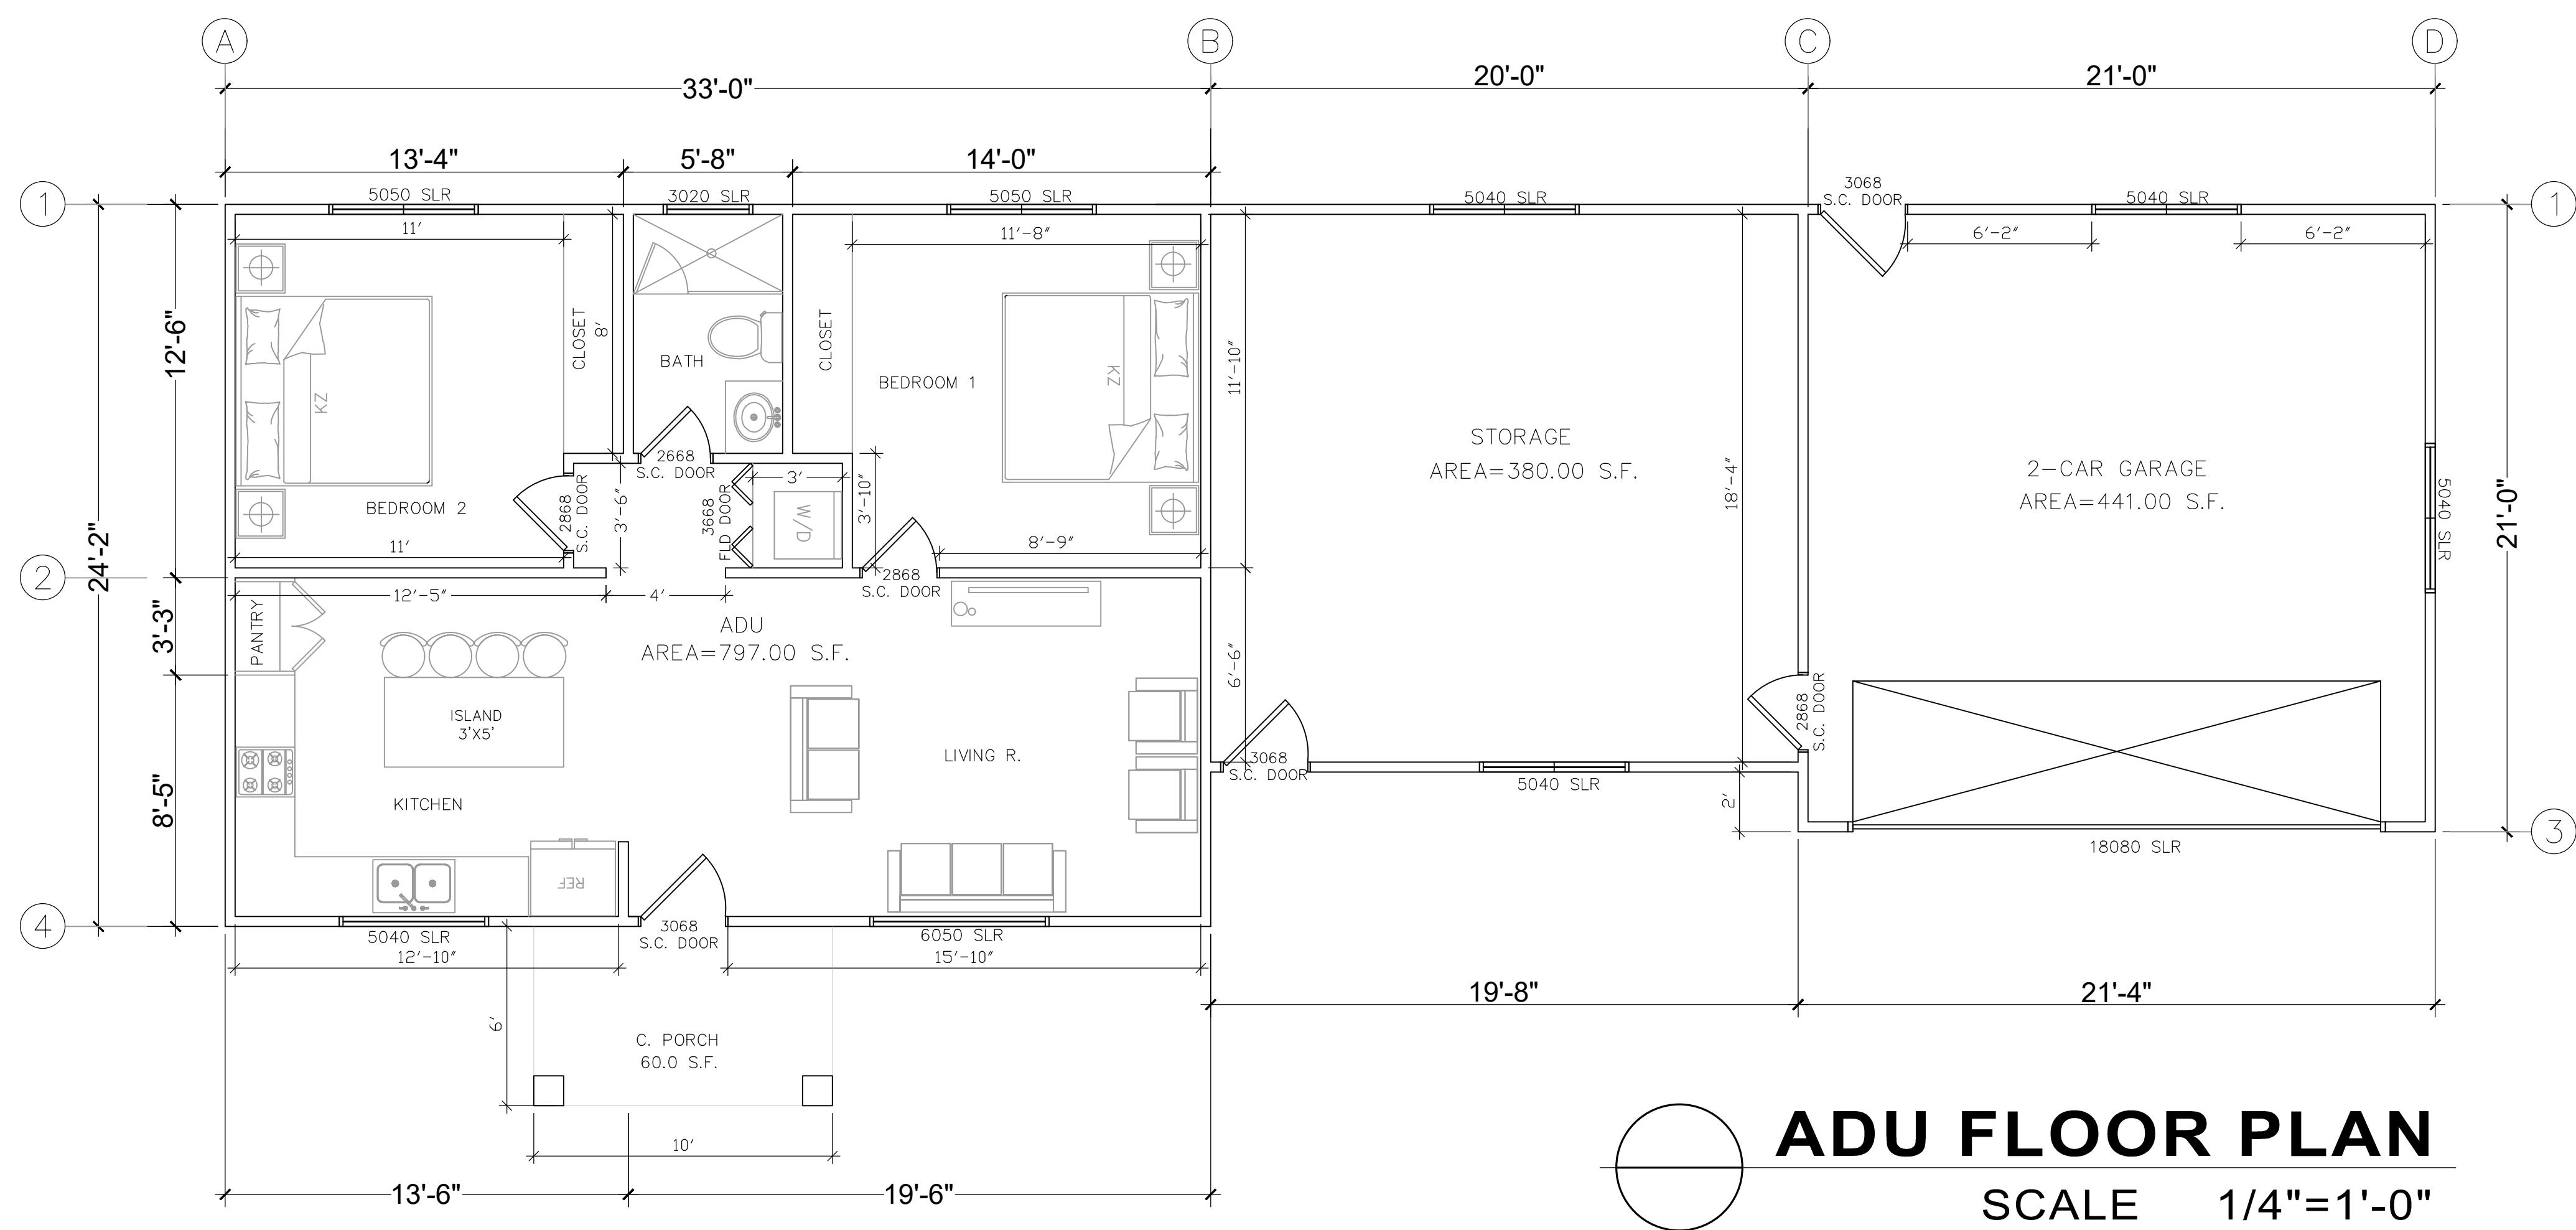 A
B
C
D
33'-0"
20'-0"
21'-0"
13'-4"
5'-8"
14'-0"
1
5050 SLR
3020 SLR
5050 SLR
5040 SLR
3068
S.C. DOOR
5040 SLR
1
11'
11'-8"
6'-2"
6'-2"
12'-6"
24'-2"
CLOSET
8'
BATH
CLOSET
BEDROOM 1
KZ
KZ
11'-10"
STORAGE
AREA=380.00 S.F.
18'-4"
2-CAR GARAGE
AREA=441.00 S.F.
5040 SLR
21'-0"
BEDROOM 2
2668
S.C. DOOR
2868
S.C. DOOR
3'-6"
3668
FLD DOOR
3'
W/D
3'-10"
11'
8'-9"
2
2868
S.C. DOOR
12'-5"
4'
3'-3"
PANTRY
ADU
AREA=797.00 S.F.
6'-6"
ISLAND
3'X5'
LIVING R.
2868
S.C. DOOR
3068
S.C. DOOR
5040 SLR
2'
8'-5"
KITCHEN
18080 SLR
3
REF
4
5040 SLR
3068
S.C. DOOR
6050 SLR
12'-10"
15'-10"
19'-8"
21'-4"
6'
C. PORCH
60.0 S.F.
10'
13'-6"
19'-6"
ADU FLOOR PLAN
SCALE 1/4"=1'-0"